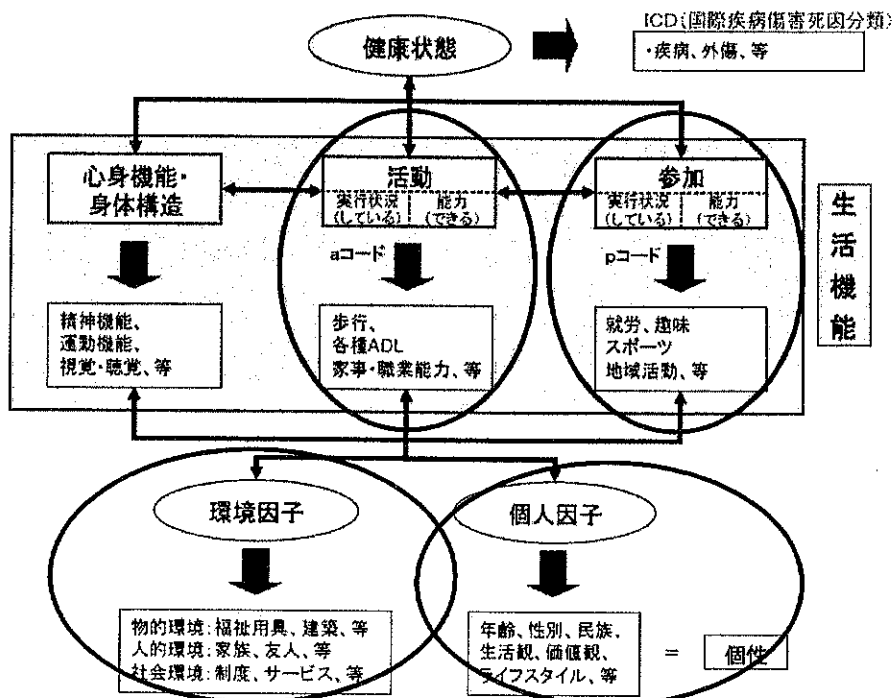 健康状態
ICD(国際疾病傷害死因分類)
・疾病、外傷、等
心身機能・
身体構造
活動
実行状況
(している)
能力
(できる)
参加
実行状況
(している)
能力
(できる)
生活機能
aコード
pコード
精神機能、
運動機能、
視覚・聴覚、等
歩行、
各種ADL
家事・職業能力、等
就労、趣味
スポーツ
地域活動、等
環境因子
個人因子
物的環境:福祉用具、建築、等
人的環境:家族、友人、等
社会環境:制度、サービス、等
年齢、性別、民族、
生活観、価値観、
ライフスタイル、等
=
個性